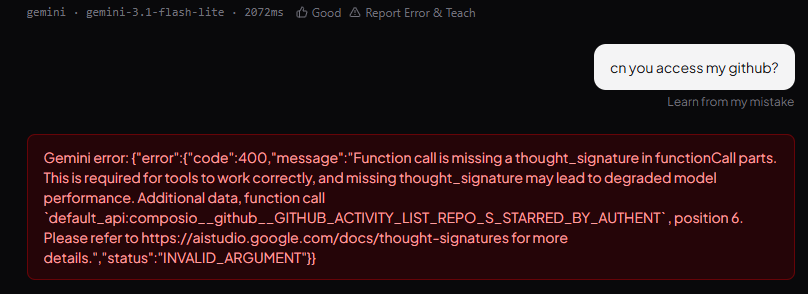 gemini · gemini-3.1-flash-lite · 2072ms Good Report Error & Teach
cn you access my github?
Learn from my mistake
Gemini error: {"error":{"code":400,"message":"Function call is missing a thought_signature in functionCall parts.
This is required for tools to work correctly, and missing thought_signature may lead to degraded model
performance. Additional data, function call
`default_api:composio__github__GITHUB_ACTIVITY_LIST_REPO_S_STARRED_BY_AUTHENT`, position 6.
Please refer to https://aistudio.google.com/docs/thought-signatures for more
details.","status":"INVALID_ARGUMENT"}}